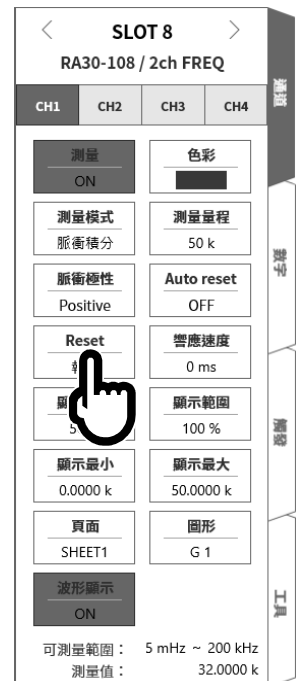 SLOT 8
RA30-108 / 2ch FREQ
CH1 CH2 CH3 CH4
測量 ON
色彩
測量模式 脈衝積分
測量量程 50 k
脈衝極性 Positive
Auto reset OFF
Reset
響應速度 0 ms
顯示範圍 100 %
顯示最小 0.0000 k
顯示最大 50.0000 k
頁面 SHEET1
圖形 G 1
波形顯示 ON
可測量範圍： 5 mHz ~ 200 kHz
測量值： 32.0000 k
通道
數字
觸發
工具